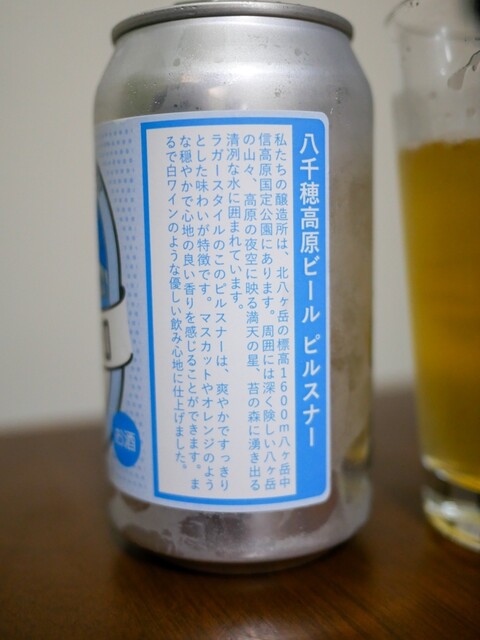 八千穂高原ビール ピルスナー
私たちの醸造所は、北八ヶ岳の標高1600m八ヶ岳中
信高原国定公園にあります。周囲には深く険しい八ヶ岳
の山々、高原の夜空に映る満天の星、苔の森に湧き出る
清冽な水に囲まれています。
ラガースタイルのこのピルスナーは、爽やかですっきり
とした味わいが特徴です。マスカットやオレンジのよう
な穏やかで心地の良い香りを感じることができます。ま
るで白ワインのような優しい飲み心地に仕上げました。
お酒